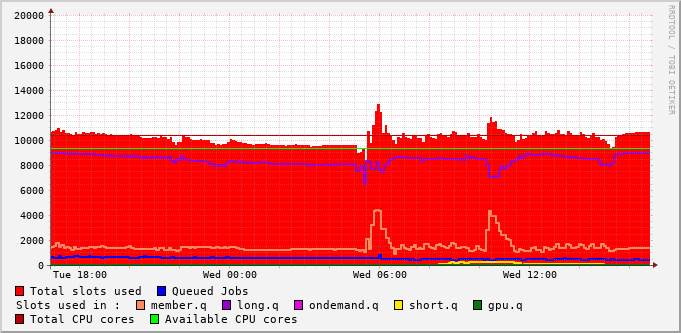 20000
18000
16000
14000
12000
10000
8000
6000
4000
2000
0
Tue 18:00 Wed 00:00 Wed 06:00 Wed 12:00
Total slots used Queued Jobs
Slots used in : member.q long.q ondemand.q short.q gpu.q
Total CPU cores Available CPU cores
RRDTOOL / TOBI OETIKER